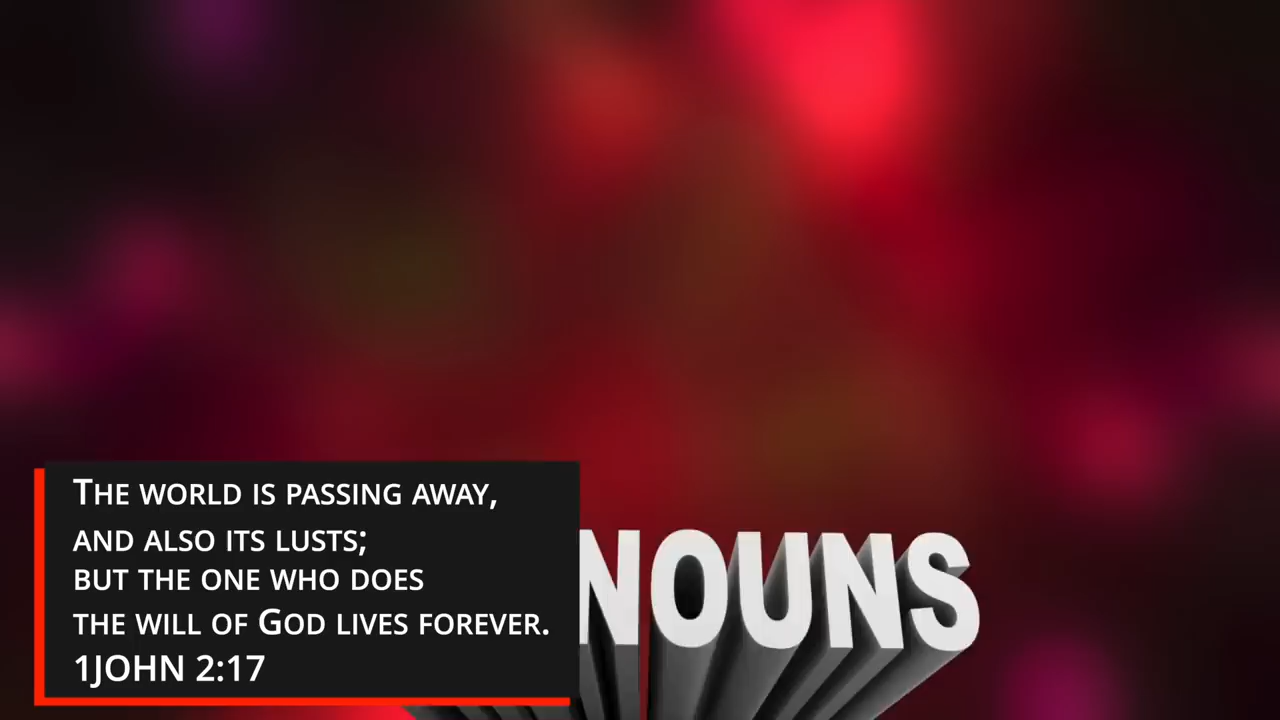 The world is passing away,
and also its lusts;
but the one who does
the will of God lives forever.
1John 2:17
NOUNS